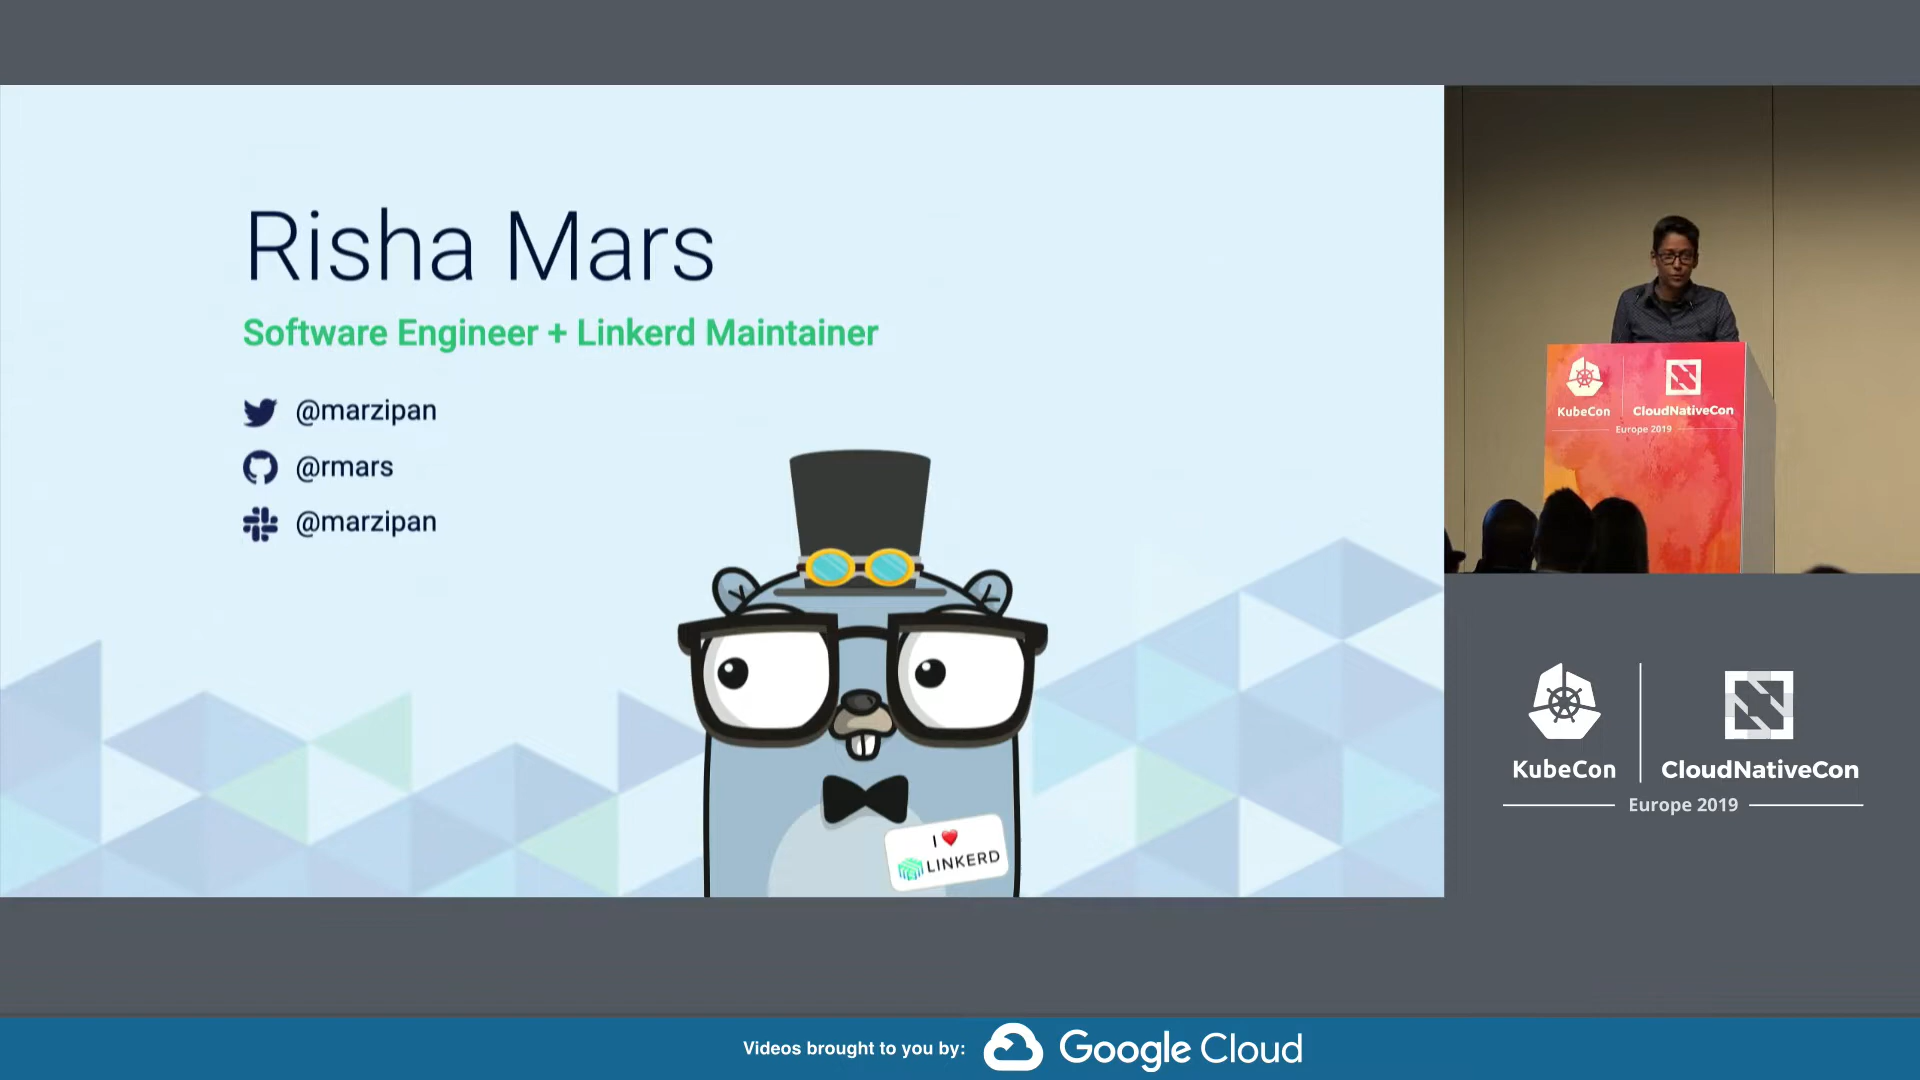 Risha Mars
Software Engineer + Linkerd Maintainer
@marzipan
@rmars
@marzipan
I ❤ LINKERD
KubeCon
CloudNativeCon
Europe 2019
KubeCon
CloudNativeCon
Europe 2019
Videos brought to you by:
Google Cloud